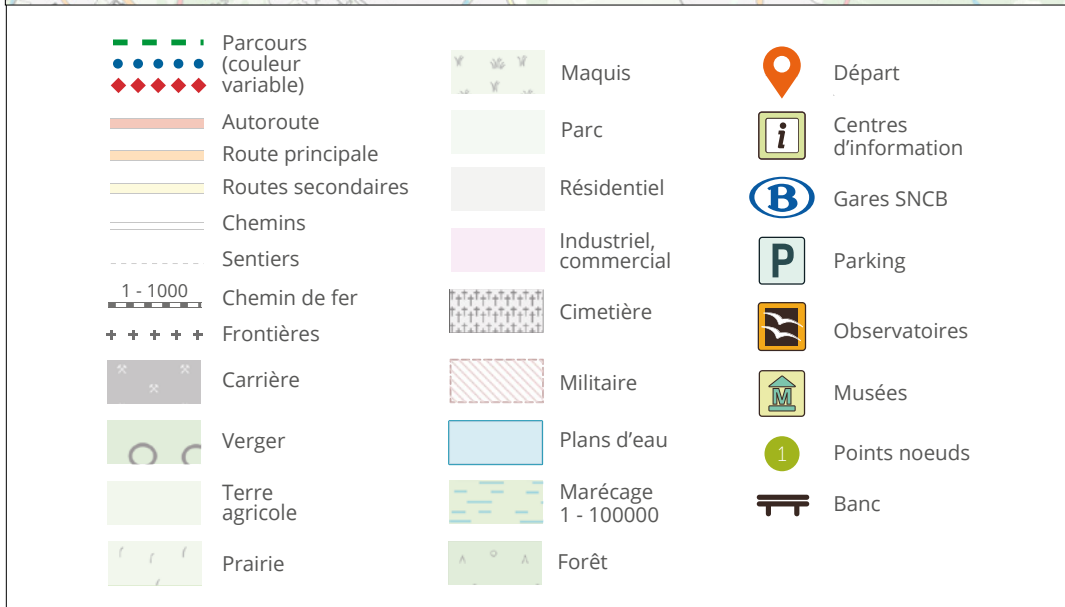 Parcours
(couleur
variable)
Autoroute
Route principale
Routes secondaires
Chemins
Sentiers
1 - 1000
Chemin de fer
Frontières
Carrière
Verger
Terre
agricole
Prairie
Maquis
Parc
Résidentiel
Industriel,
commercial
Cimetière
Militaire
Plans d'eau
Marécage
1 - 100000
Forêt
Départ
i
Centres
d'information
B
Gares SNCB
P
Parking
Observatoires
M
Musées
1
Points noeuds
Banc